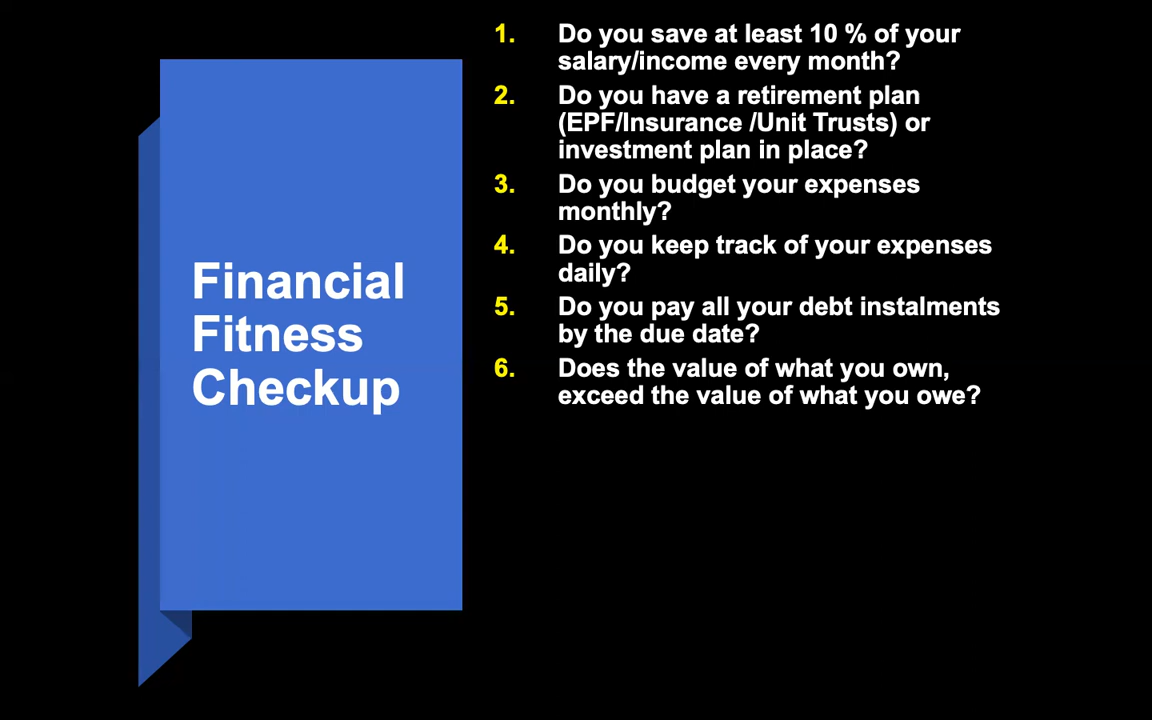 Financial
Fitness
Checkup
1. Do you save at least 10 % of your
salary/income every month?
2. Do you have a retirement plan
(EPF/Insurance /Unit Trusts) or
investment plan in place?
3. Do you budget your expenses
monthly?
4. Do you keep track of your expenses
daily?
5. Do you pay all your debt instalments
by the due date?
6. Does the value of what you own,
exceed the value of what you owe?